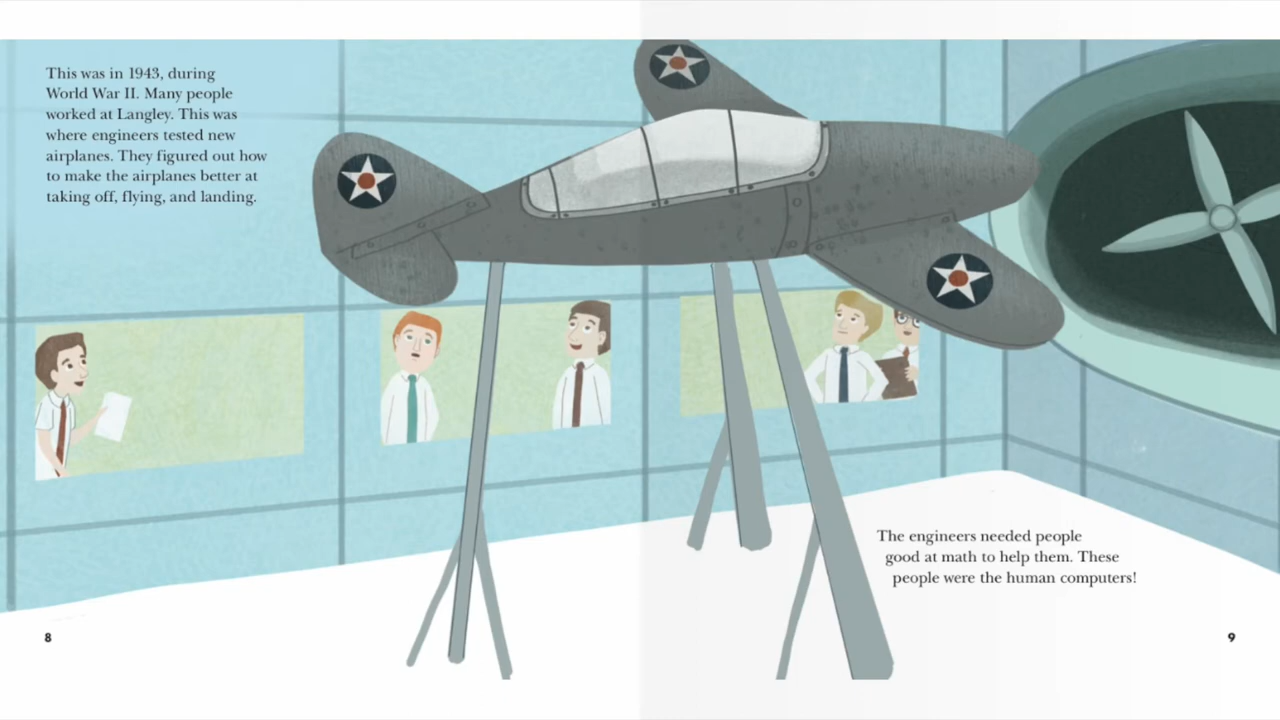 This was in 1943, during
World War II. Many people
worked at Langley. This was
where engineers tested new
airplanes. They figured out how
to make the airplanes better at
taking off, flying, and landing.
The engineers needed people
good at math to help them. These
people were the human computers!
8
9